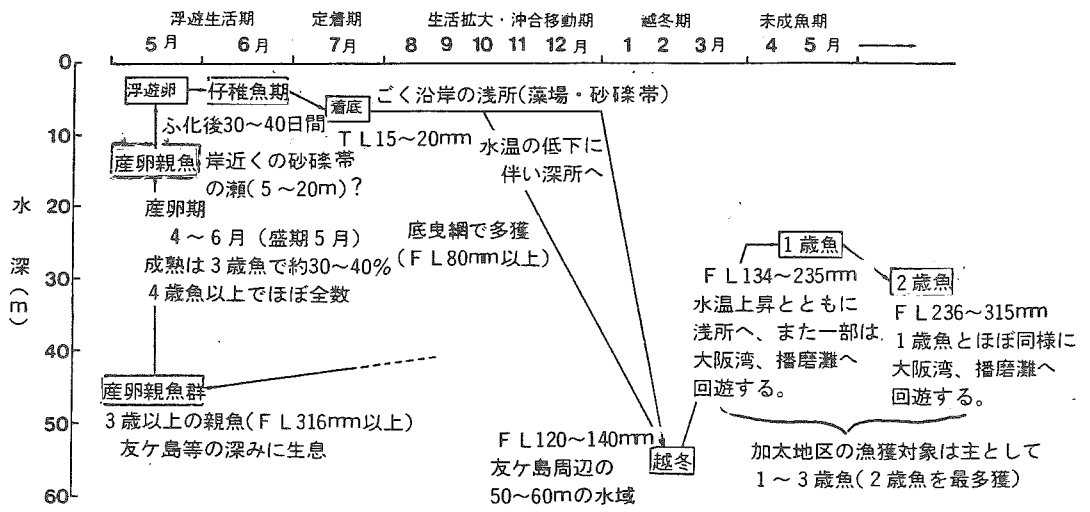 浮遊生活期 定着期 生活拡大・沖合移動期 越冬期 未成魚期
5月 6月 7月 8 9 10 11 12月 1 2 3月 4 5月
0
10
20
30
40
50
60
水深(m)
浮遊卵
仔稚魚期
着底
ごく沿岸の浅所(藻場・砂礫帯)
ふ化後30～40日間
TL15～20mm
水温の低下に
伴い深所へ
産卵親魚
岸近くの砂礫帯
の瀬(5～20m)?
産卵期
4～6月(盛期5月)
成熟は3歳魚で約30～40%
4歳魚以上でほぼ全数
底曳網で多獲
(FL80mm以上)
産卵親魚群
3歳以上の親魚(FL316mm以上)
友ケ島等の深みに生息
FL120～140mm
友ケ島周辺の
50～60mの水域
越冬
1歳魚
FL134～235mm
水温上昇とともに
浅所へ、また一部は、
大阪湾、播磨灘へ
回遊する。
2歳魚
FL236～315mm
1歳魚とほぼ同様に
大阪湾、播磨灘へ
回遊する。
加太地区の漁獲対象は主として
1～3歳魚(2歳魚を最多獲)